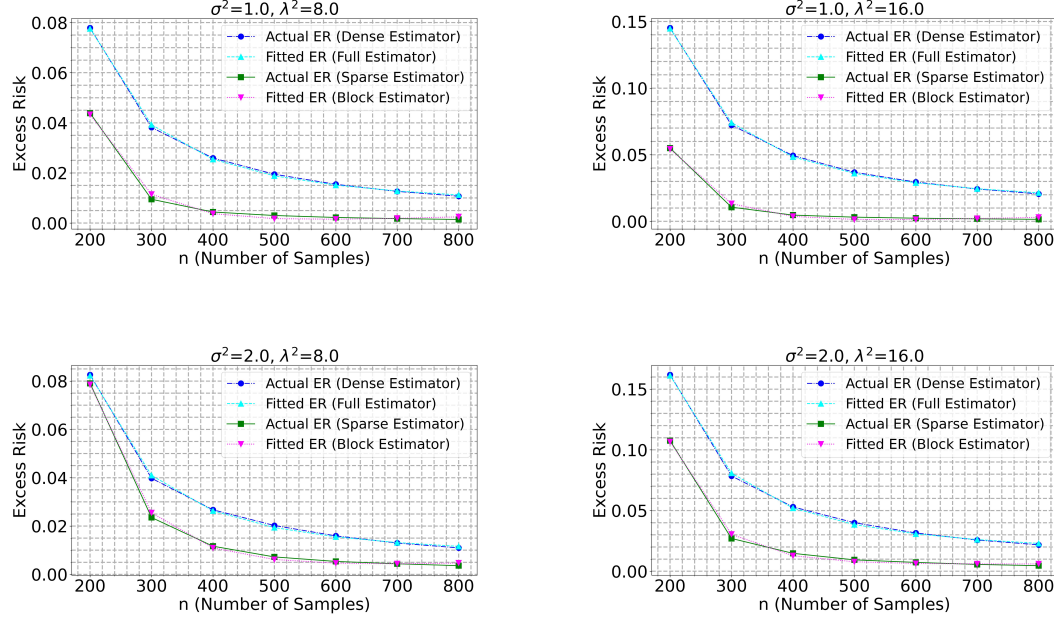 σ²=1.0, λ²=8.0
Excess Risk
0.08
0.06
0.04
0.02
0.00
Actual ER (Dense Estimator)
Fitted ER (Full Estimator)
Actual ER (Sparse Estimator)
Fitted ER (Block Estimator)
200 300 400 500 600 700 800
n (Number of Samples)
σ²=1.0, λ²=16.0
Excess Risk
0.15
0.10
0.05
0.00
Actual ER (Dense Estimator)
Fitted ER (Full Estimator)
Actual ER (Sparse Estimator)
Fitted ER (Block Estimator)
200 300 400 500 600 700 800
n (Number of Samples)
σ²=2.0, λ²=8.0
Excess Risk
0.08
0.06
0.04
0.02
0.00
Actual ER (Dense Estimator)
Fitted ER (Full Estimator)
Actual ER (Sparse Estimator)
Fitted ER (Block Estimator)
200 300 400 500 600 700 800
n (Number of Samples)
σ²=2.0, λ²=16.0
Excess Risk
0.15
0.10
0.05
0.00
Actual ER (Dense Estimator)
Fitted ER (Full Estimator)
Actual ER (Sparse Estimator)
Fitted ER (Block Estimator)
200 300 400 500 600 700 800
n (Number of Samples)